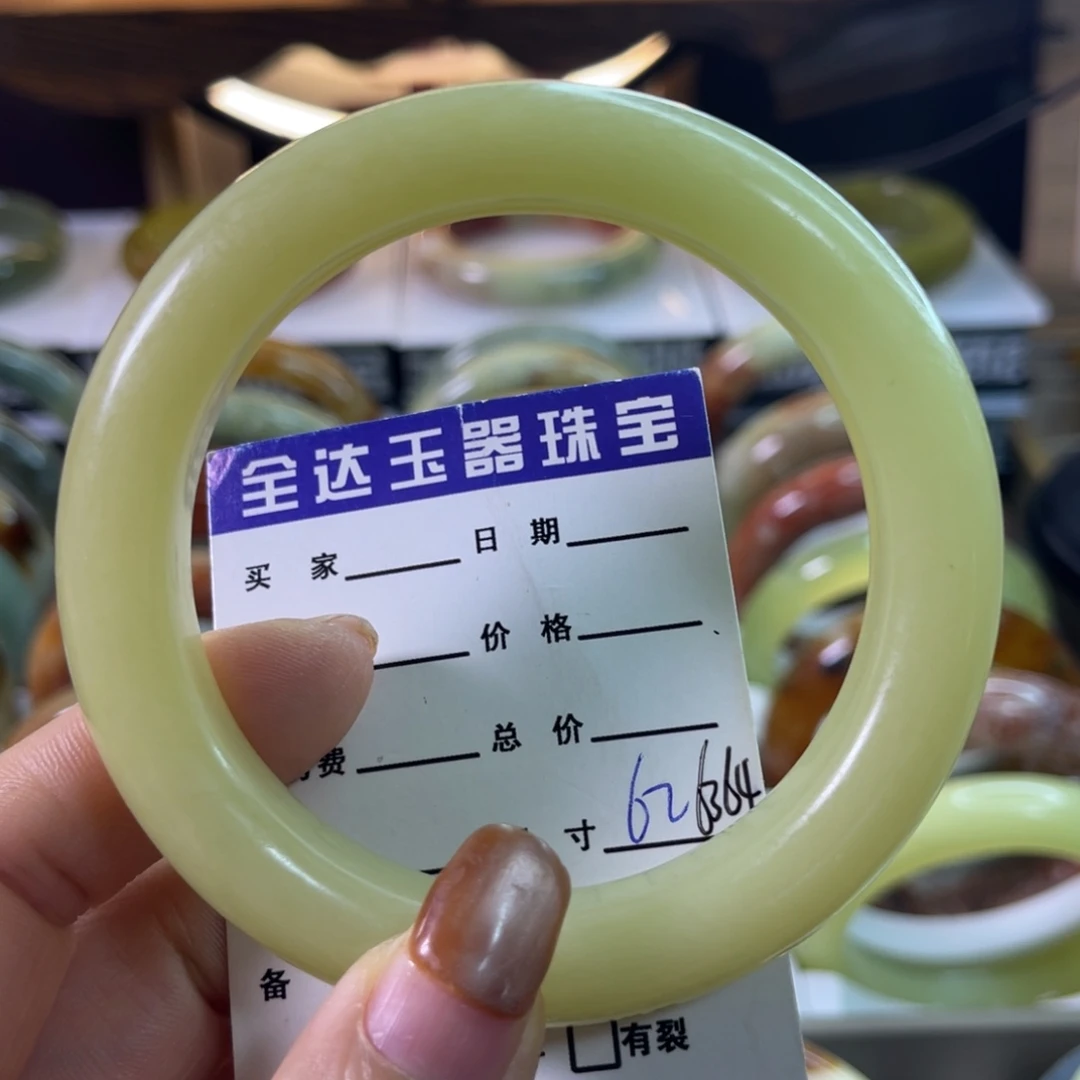 全达玉器珠宝
买 家 日 期
价 格
费 总 价
寸 62 6364
备
有裂